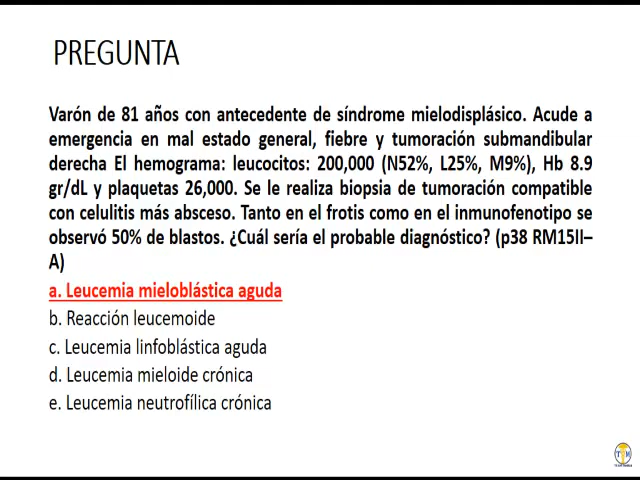 PREGUNTA
Varón de 81 años con antecedente de síndrome mielodisplásico. Acude a
emergencia en mal estado general, fiebre y tumoración submandibular
derecha El hemograma: leucocitos: 200,000 (N52%, L25%, M9%), Hb 8.9
gr/dL y plaquetas 26,000. Se le realiza biopsia de tumoración compatible
con celulitis más absceso. Tanto en el frotis como en el inmunofenotipo se
observó 50% de blastos. ¿Cuál sería el probable diagnóstico? (p38 RM15II–
A)
a. Leucemia mieloblástica aguda
b. Reacción leucemoide
c. Leucemia linfoblástica aguda
d. Leucemia mieloide crónica
e. Leucemia neutrofílica crónica